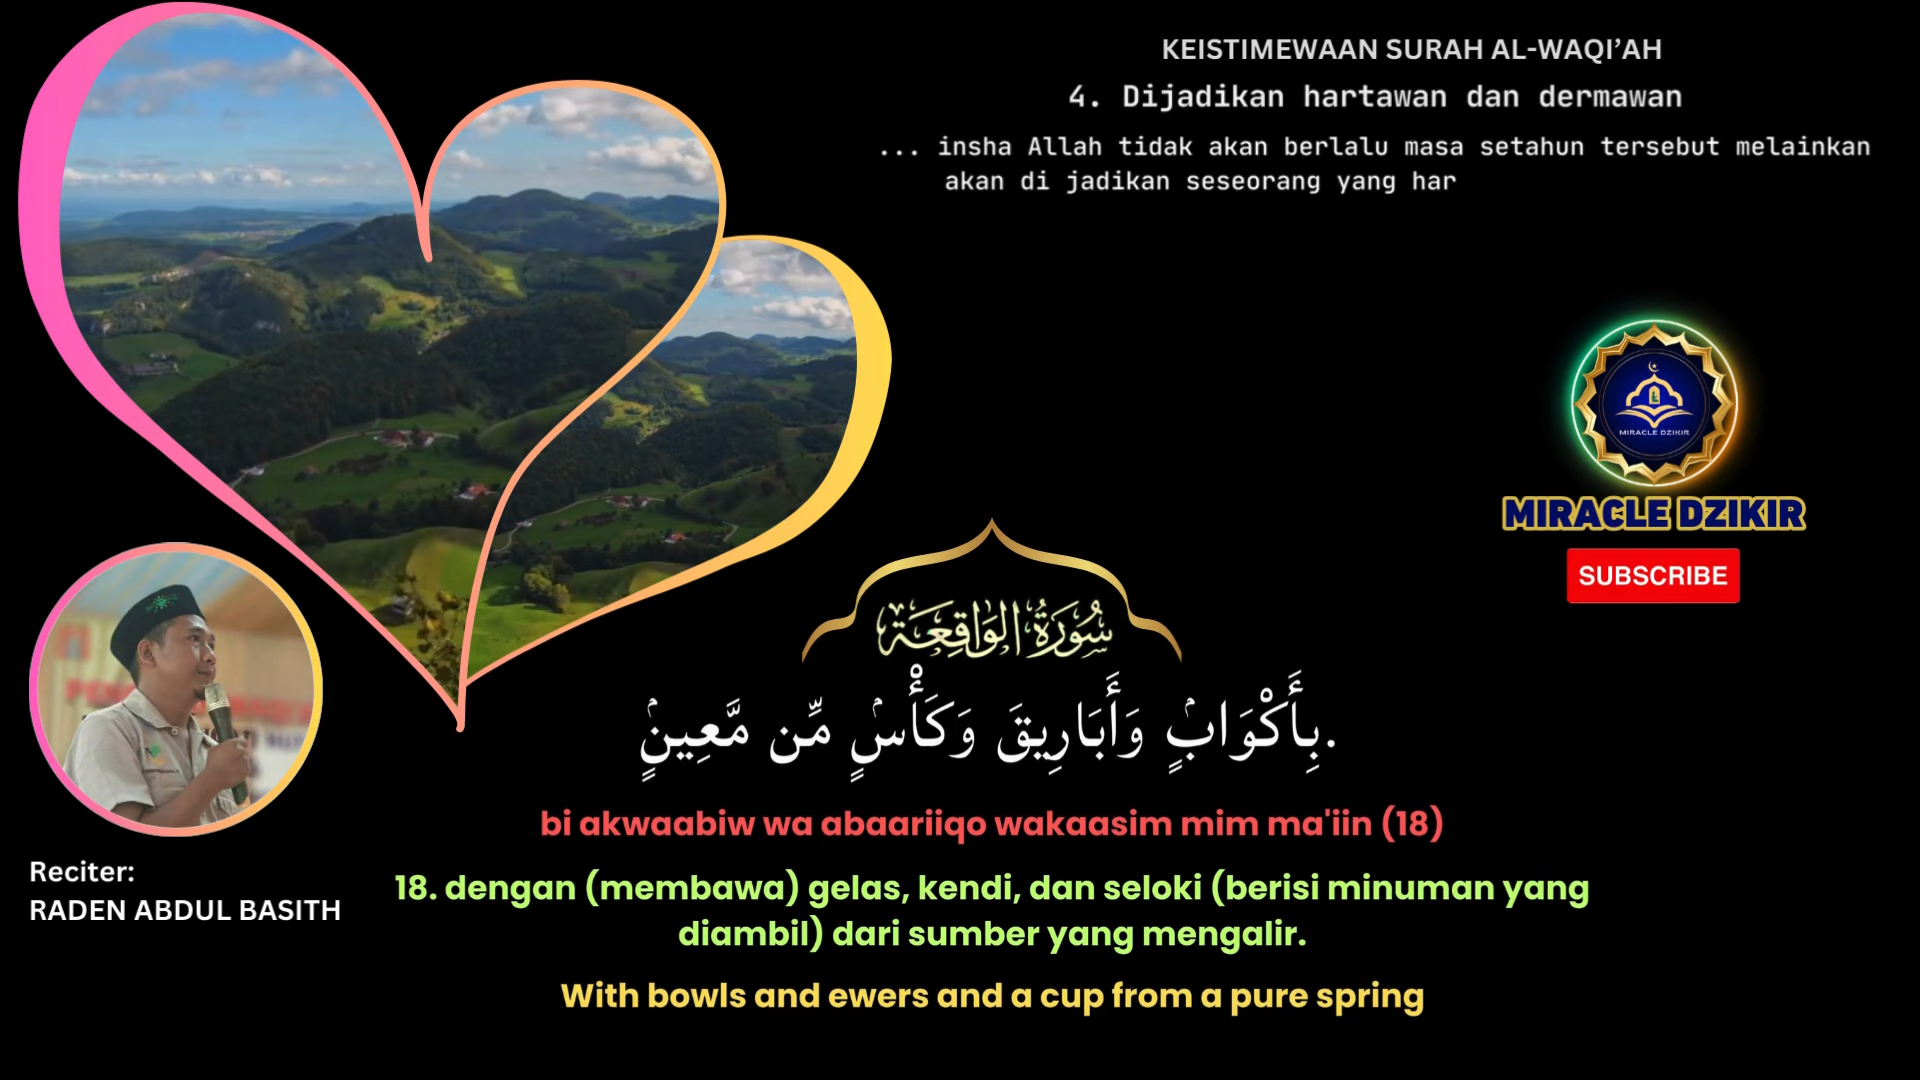 KEISTIMEWAAN SURAH AL-WAQI’AH
4. Dijadikan hartawan dan dermawan
... insha Allah tidak akan berlalu masa setahun tersebut melainkan
akan di jadikan seseorang yang har
MIRACLE DZIKIR
MIRACLE DZIKIR
SUBSCRIBE
سُورَةُ الوَاقِعَة
بِأَكْوَابٍۢ وَأَبَارِيقَ وَكَأْسٍۢ مِّن مَّعِينٍۢ.
bi akwaabiw wa abaariiqo wakaasim mim ma'iin (18)
18. dengan (membawa) gelas, kendi, dan seloki (berisi minuman yang
diambil) dari sumber yang mengalir.
With bowls and ewers and a cup from a pure spring
Reciter:
RADEN ABDUL BASITH